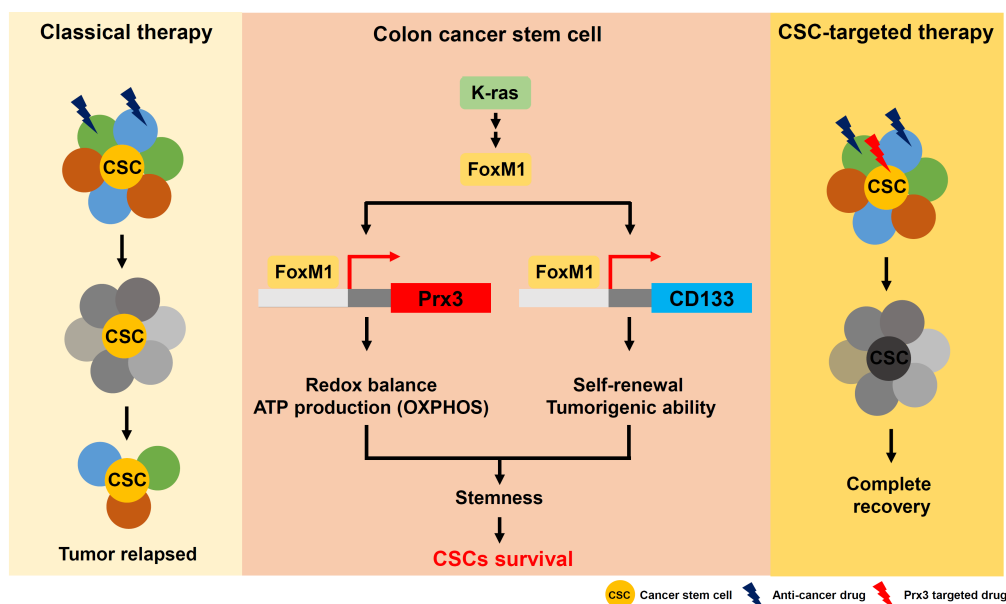 Classical therapy
CSC
CSC
CSC
Tumor relapsed
Colon cancer stem cell
K-ras
FoxM1
FoxM1
Prx3
FoxM1
CD133
Redox balance
ATP production (OXPHOS)
Self-renewal
Tumorigenic ability
Stemness
CSCs survival
CSC-targeted therapy
CSC
CSC
Complete
recovery
CSC Cancer stem cell
Anti-cancer drug
Prx3 targeted drug